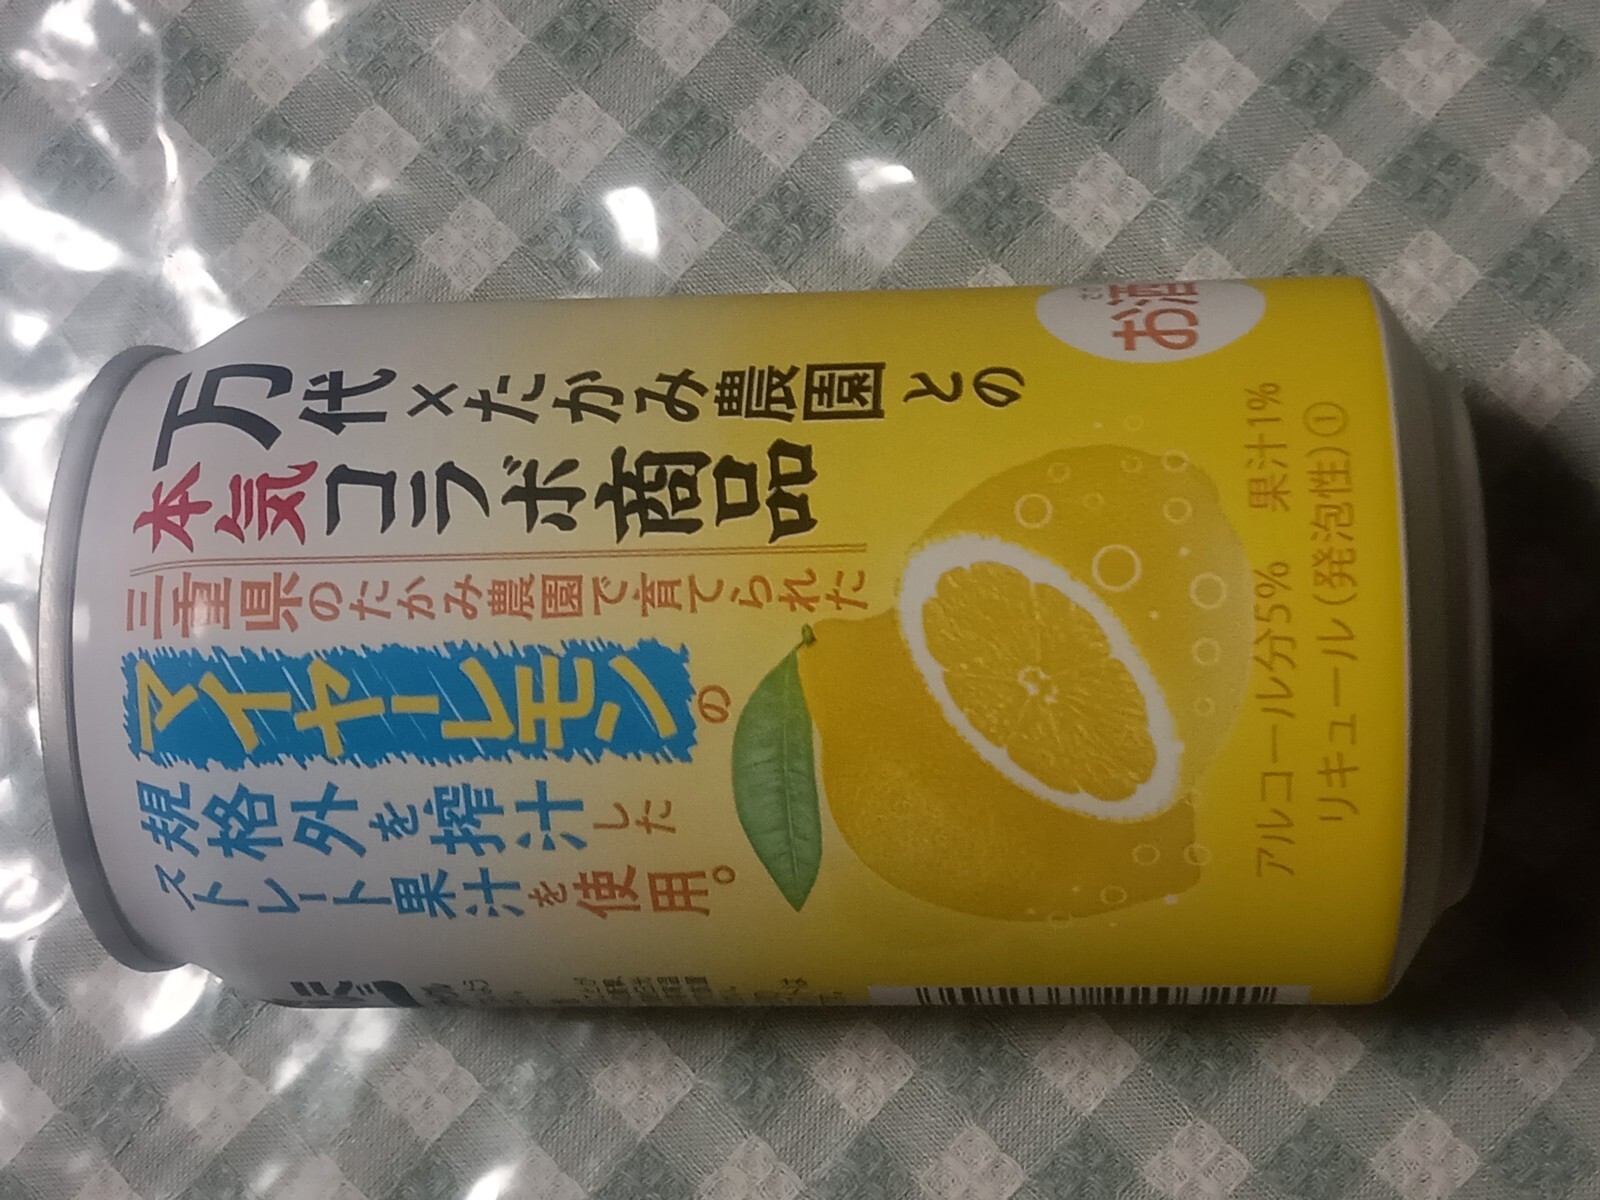 万代×たかみ農園との
本気コラボ商品
三重県のたかみ農園で育てられた
マイヤーレモンの
規格外を搾汁した
ストレート果汁を使用。
お酒
アルコール分5% 果汁1%
リキュール(発泡性)①